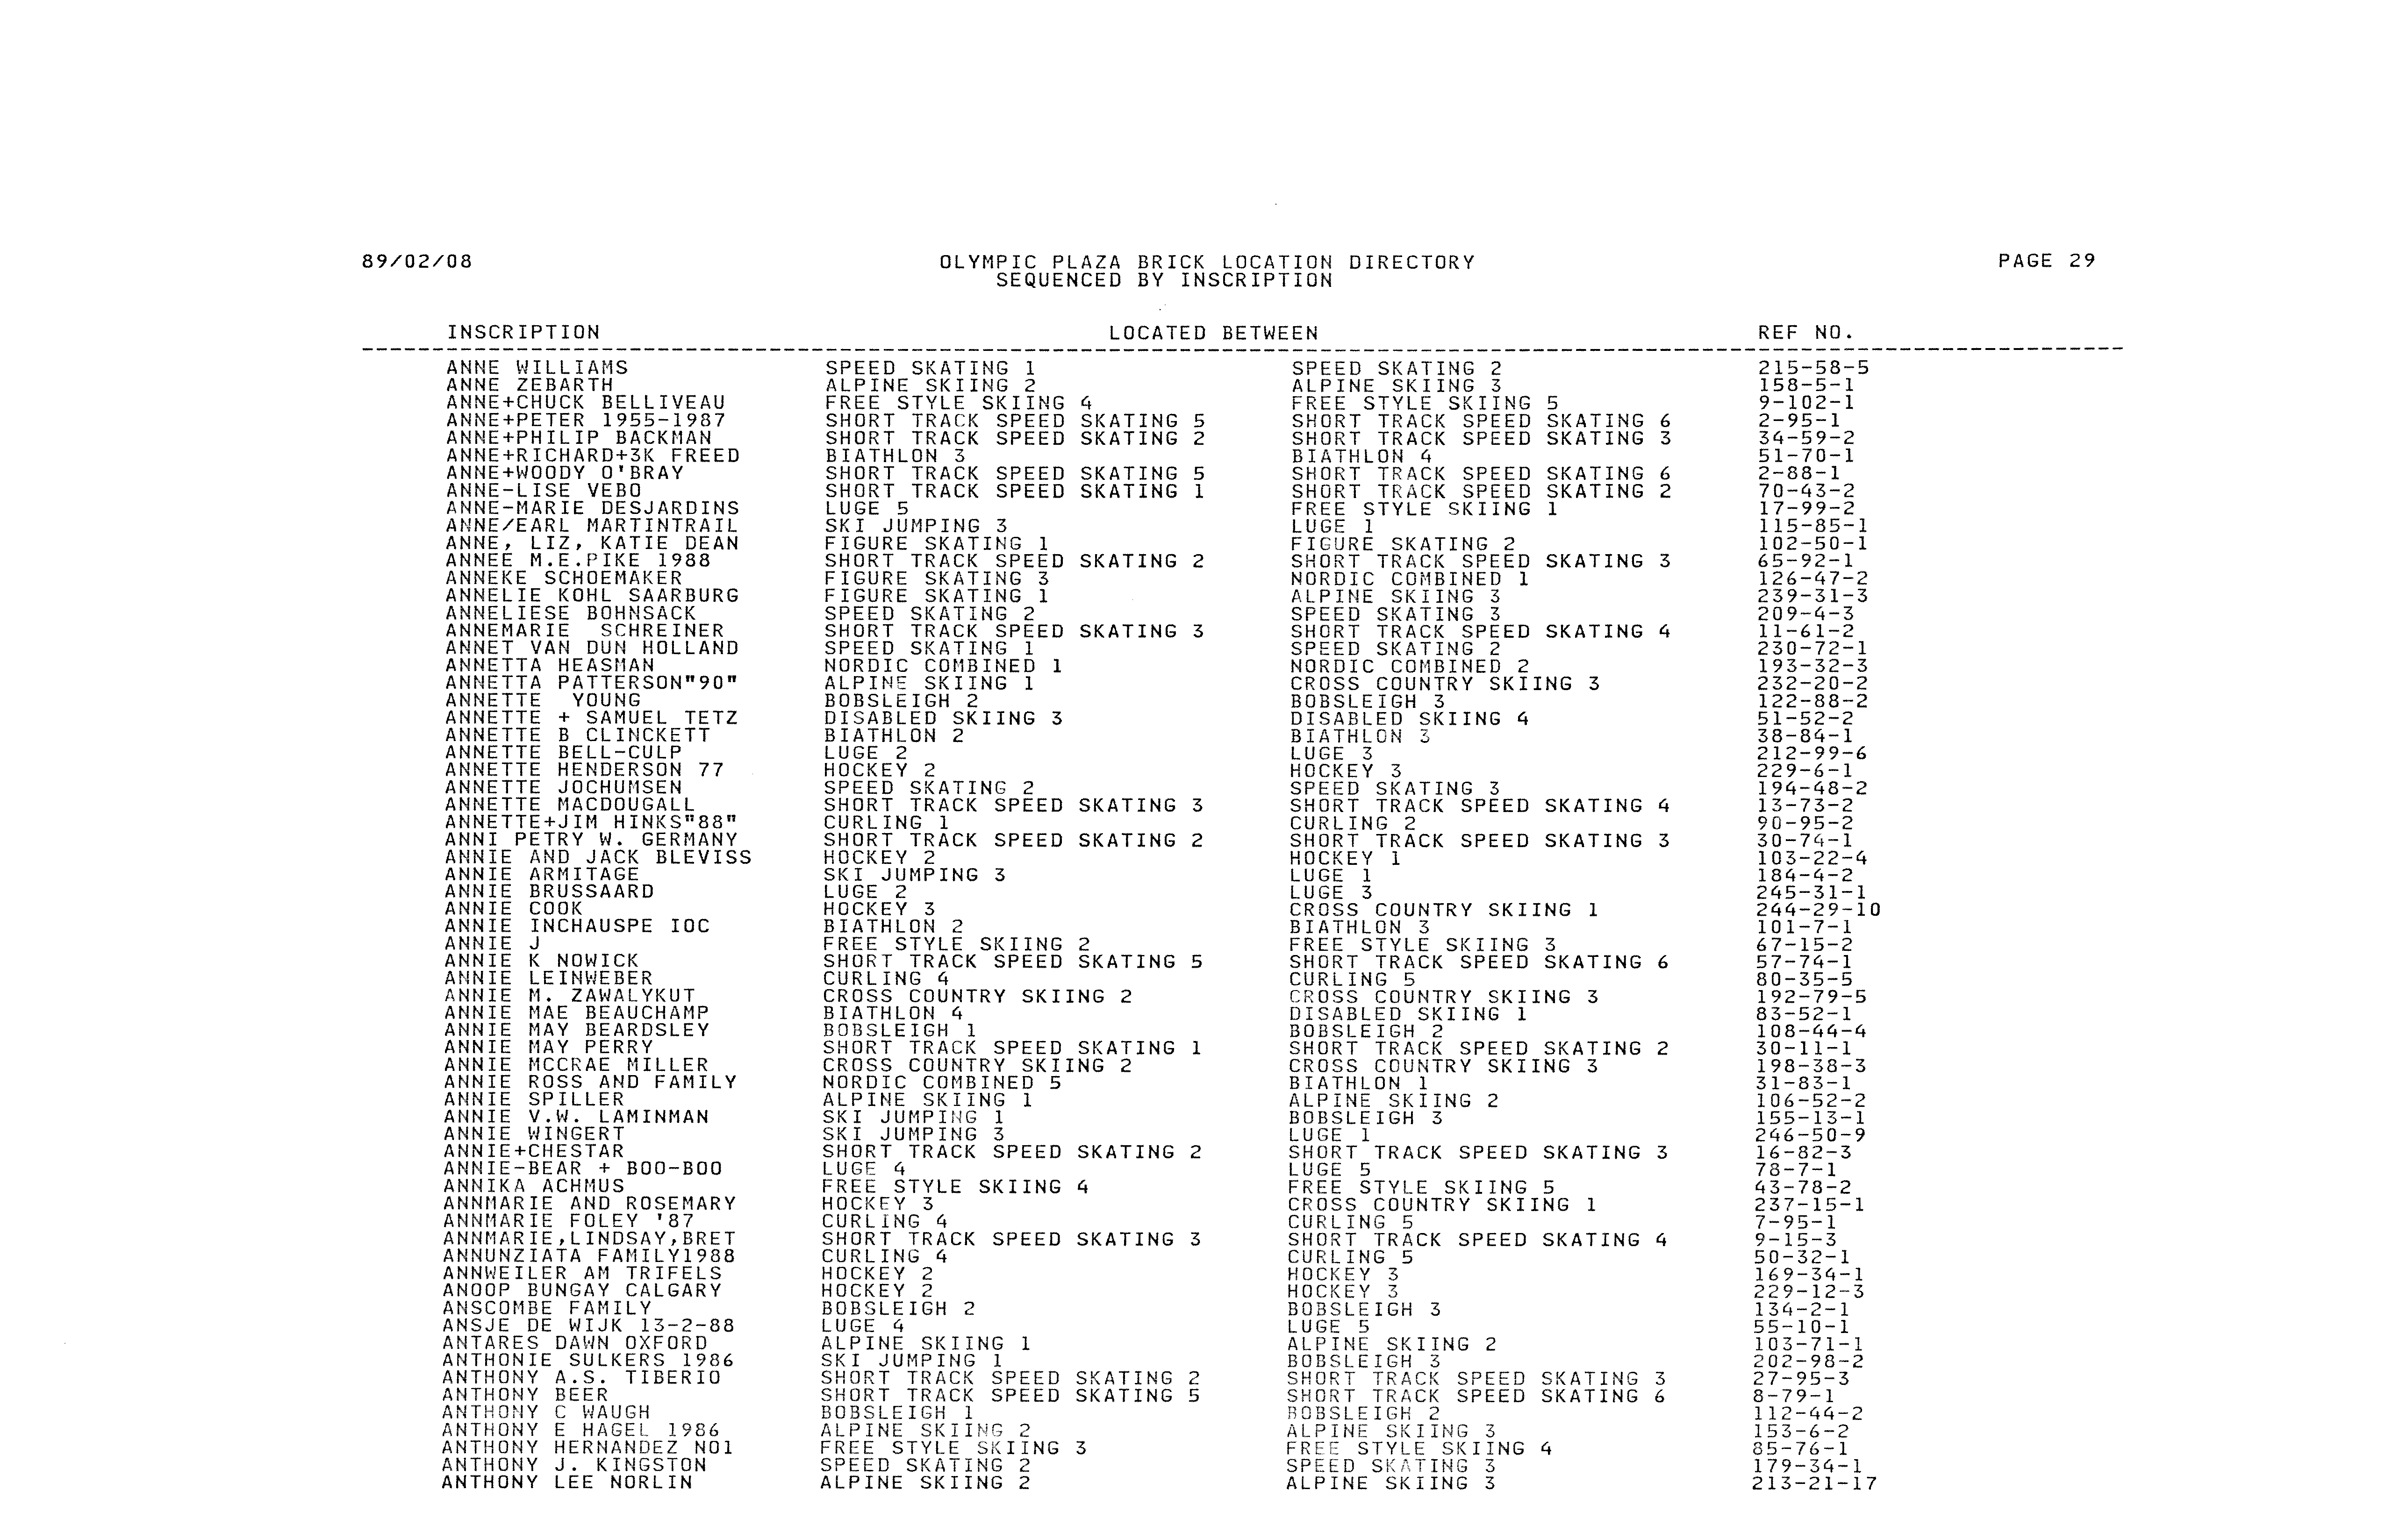 89/02/08 OLYMPIC PLAZA BRICK LOCATION DIRECTORY PAGE 29
SEQUENCED BY INSCRIPTION
INSCRIPTION LOCATED BETWEEN REF NO.
ANNE WILLIAMS SPEED SKATING 1 SPEED SKATING 2 215-58-5
ANNE ZEBARTH ALPINE SKIING 2 ALPINE SKIING 3 158-5-1
ANNE+CHUCK BELLIVEAU FREE STYLE SKIING 4 FREE STYLE SKIING 5 9-102-1
ANNE+PETER 1955-1987 SHORT TRACK SPEED SKATING 5 SHORT TRACK SPEED SKATING 6 2-95-1
ANNE+PHILIP BACKMAN SHORT TRACK SPEED SKATING 2 SHORT TRACK SPEED SKATING 3 34-59-2
ANNE+RICHARD+3K FREED BIATHLON 3 BIATHLON 4 51-70-1
ANNE+WOODY O'BRAY SHORT TRACK SPEED SKATING 5 SHORT TRACK SPEED SKATING 6 2-88-1
ANNE-LISE VEBO SHORT TRACK SPEED SKATING 1 SHORT TRACK SPEED SKATING 2 70-43-2
ANNE-MARIE DESJARDINS LUGE 5 FREE STYLE SKIING 1 17-99-2
ANNE/EARL MARTINTRAIL SKI JUMPING 3 LUGE 1 115-85-1
ANNE, LIZ, KATIE DEAN FIGURE SKATING 1 FIGURE SKATING 2 102-50-1
ANNEE M.E.PIKE 1988 SHORT TRACK SPEED SKATING 2 SHORT TRACK SPEED SKATING 3 65-92-1
ANNEKE SCHOEMAKER FIGURE SKATING 3 NORDIC COMBINED 1 126-47-2
ANNELIE KOHL SAARBURG FIGURE SKATING 1 ALPINE SKIING 3 239-31-3
ANNELIESE BOHNSACK SPEED SKATING 2 SPEED SKATING 3 209-4-3
ANNEMARIE SCHREINER SHORT TRACK SPEED SKATING 3 SHORT TRACK SPEED SKATING 4 11-61-2
ANNET VAN DUN HOLLAND SPEED SKATING 1 SPEED SKATING 2 230-72-1
ANNETTA HEASMAN NORDIC COMBINED 1 NORDIC COMBINED 2 193-32-3
ANNETTA PATTERSON"90" ALPINE SKIING 1 CROSS COUNTRY SKIING 3 232-20-2
ANNETTE YOUNG BOBSLEIGH 2 BOBSLEIGH 3 122-88-2
ANNETTE + SAMUEL TETZ DISABLED SKIING 3 DISABLED SKIING 4 51-52-2
ANNETTE B CLINCKETT BIATHLON 2 BIATHLON 3 38-84-1
ANNETTE BELL-CULP LUGE 2 LUGE 3 212-99-6
ANNETTE HENDERSON 77 HOCKEY 2 HOCKEY 3 229-6-1
ANNETTE JOCHUMSEN SPEED SKATING 2 SPEED SKATING 3 194-48-2
ANNETTE MACDOUGALL SHORT TRACK SPEED SKATING 3 SHORT TRACK SPEED SKATING 4 13-73-2
ANNETTE+JIM HINKS"88" CURLING 1 CURLING 2 90-95-2
ANNI PETRY W. GERMANY SHORT TRACK SPEED SKATING 2 SHORT TRACK SPEED SKATING 3 30-74-1
ANNIE AND JACK BLEVISS HOCKEY 2 HOCKEY 1 103-22-4
ANNIE ARMITAGE SKI JUMPING 3 LUGE 1 184-4-2
ANNIE BRUSSAARD LUGE 2 LUGE 3 245-31-1
ANNIE COOK HOCKEY 3 CROSS COUNTRY SKIING 1 244-29-10
ANNIE INCHAUSPE IOC BIATHLON 2 BIATHLON 3 101-7-1
ANNIE J FREE STYLE SKIING 2 FREE STYLE SKIING 3 67-15-2
ANNIE K NOWICK SHORT TRACK SPEED SKATING 5 SHORT TRACK SPEED SKATING 6 57-74-1
ANNIE LEINWEBER CURLING 4 CURLING 5 80-35-5
ANNIE M. ZAWALYKUT CROSS COUNTRY SKIING 2 CROSS COUNTRY SKIING 3 192-79-5
ANNIE MAE BEAUCHAMP BIATHLON 4 DISABLED SKIING 1 83-52-1
ANNIE MAY BEARDSLEY BOBSLEIGH 1 BOBSLEIGH 2 108-44-4
ANNIE MAY PERRY SHORT TRACK SPEED SKATING 1 SHORT TRACK SPEED SKATING 2 30-11-1
ANNIE MCCRAE MILLER CROSS COUNTRY SKIING 2 CROSS COUNTRY SKIING 3 198-38-3
ANNIE ROSS AND FAMILY NORDIC COMBINED 5 BIATHLON 1 31-83-1
ANNIE SPILLER ALPINE SKIING 1 ALPINE SKIING 2 106-52-2
ANNIE V.W. LAMINMAN SKI JUMPING 1 BOBSLEIGH 3 155-13-1
ANNIE WINGERT SKI JUMPING 3 LUGE 1 246-50-9
ANNIE+CHESTAR SHORT TRACK SPEED SKATING 2 SHORT TRACK SPEED SKATING 3 16-82-3
ANNIE-BEAR + BOO-BOO LUGE 4 LUGE 5 78-7-1
ANNIKA ACHMUS FREE STYLE SKIING 4 FREE STYLE SKIING 5 43-78-2
ANNMARIE AND ROSEMARY HOCKEY 3 CROSS COUNTRY SKIING 1 237-15-1
ANNMARIE FOLEY '87 CURLING 4 CURLING 5 7-95-1
ANNMARIE,LINDSAY,BRET SHORT TRACK SPEED SKATING 3 SHORT TRACK SPEED SKATING 4 9-15-3
ANNUNZIATA FAMILY1988 CURLING 4 CURLING 5 50-32-1
ANNWEILER AM TRIFELS HOCKEY 2 HOCKEY 3 169-34-1
ANOOP BUNGAY CALGARY HOCKEY 2 HOCKEY 3 229-12-3
ANSCOMBE FAMILY BOBSLEIGH 2 BOBSLEIGH 3 134-2-1
ANSJE DE WIJK 13-2-88 LUGE 4 LUGE 5 55-10-1
ANTARES DAWN OXFORD ALPINE SKIING 1 ALPINE SKIING 2 103-71-1
ANTHONIE SULKERS 1986 SKI JUMPING 1 BOBSLEIGH 3 202-98-2
ANTHONY A.S. TIBERIO SHORT TRACK SPEED SKATING 2 SHORT TRACK SPEED SKATING 3 27-95-3
ANTHONY BEER SHORT TRACK SPEED SKATING 5 SHORT TRACK SPEED SKATING 6 8-79-1
ANTHONY C WAUGH BOBSLEIGH 1 BOBSLEIGH 2 112-44-2
ANTHONY E HAGEL 1986 ALPINE SKIING 2 ALPINE SKIING 3 153-6-2
ANTHONY HERNANDEZ NO1 FREE STYLE SKIING 3 FREE STYLE SKIING 4 85-76-1
ANTHONY J. KINGSTON SPEED SKATING 2 SPEED SKATING 3 179-34-1
ANTHONY LEE NORLIN ALPINE SKIING 2 ALPINE SKIING 3 213-21-17